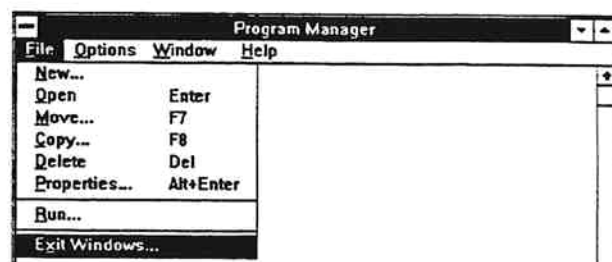 Program Manager
File Options Window Help
New...
Open Enter
Move... F7
Copy... F8
Delete Del
Properties... Alt+Enter
Run...
Exit Windows...